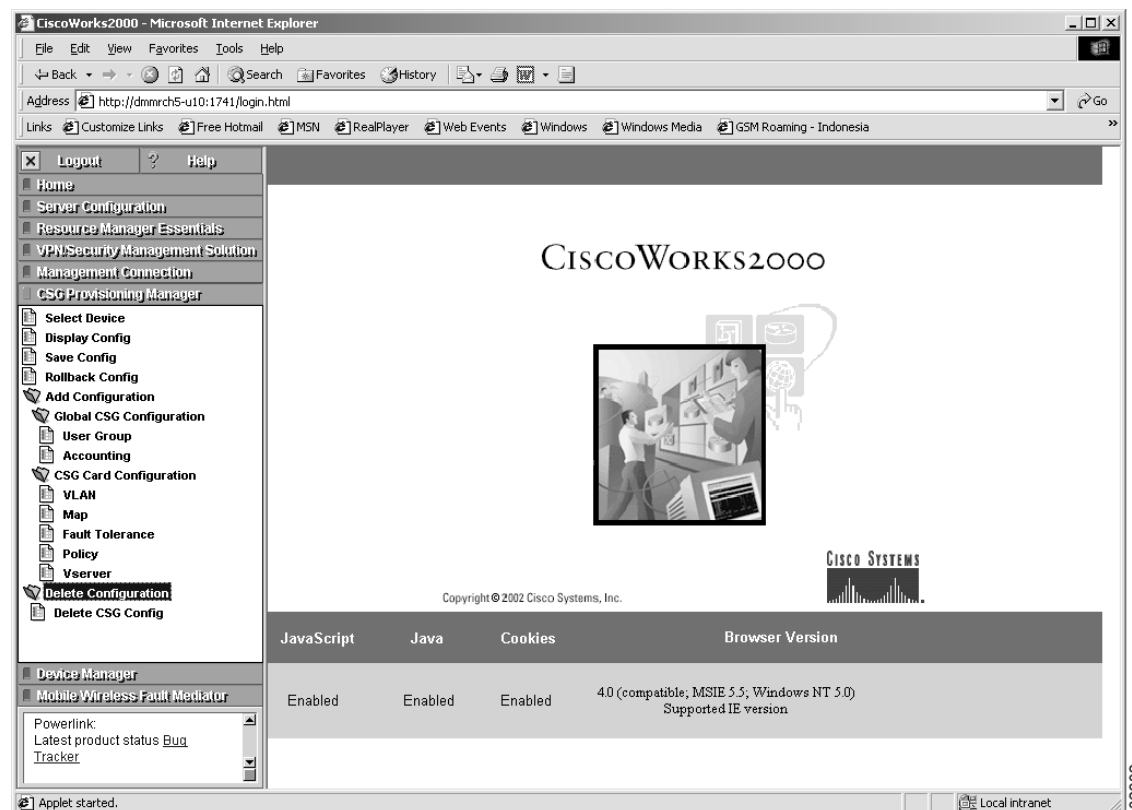 CiscoWorks2000 - Microsoft Internet Explorer
File Edit View Favorites Tools Help
Back Search Favorites History
Address http://dmmrch5-u10:1741/login.html Go
Links Customize Links Free Hotmail MSN RealPlayer Web Events Windows Windows Media GSM Roaming - Indonesia »
Logout ? Help
Home
Server Configuration
Resource Manager Essentials
VPN/Security Management Solution
Management Connection
CSG Provisioning Manager
Select Device
Display Config
Save Config
Rollback Config
Add Configuration
Global CSG Configuration
User Group
Accounting
CSG Card Configuration
VLAN
Map
Fault Tolerance
Policy
Vserver
Delete Configuration
Delete CSG Config
Device Manager
Mobile Wireless Fault Mediator
Powerlink:
Latest product status Bug
Tracker
CISCOWORKS2000
CISCO SYSTEMS
Copyright © 2002 Cisco Systems, Inc.
JavaScript Java Cookies Browser Version
Enabled Enabled Enabled 4.0 (compatible; MSIE 5.5; Windows NT 5.0)
Supported IE version
Applet started. Local intranet